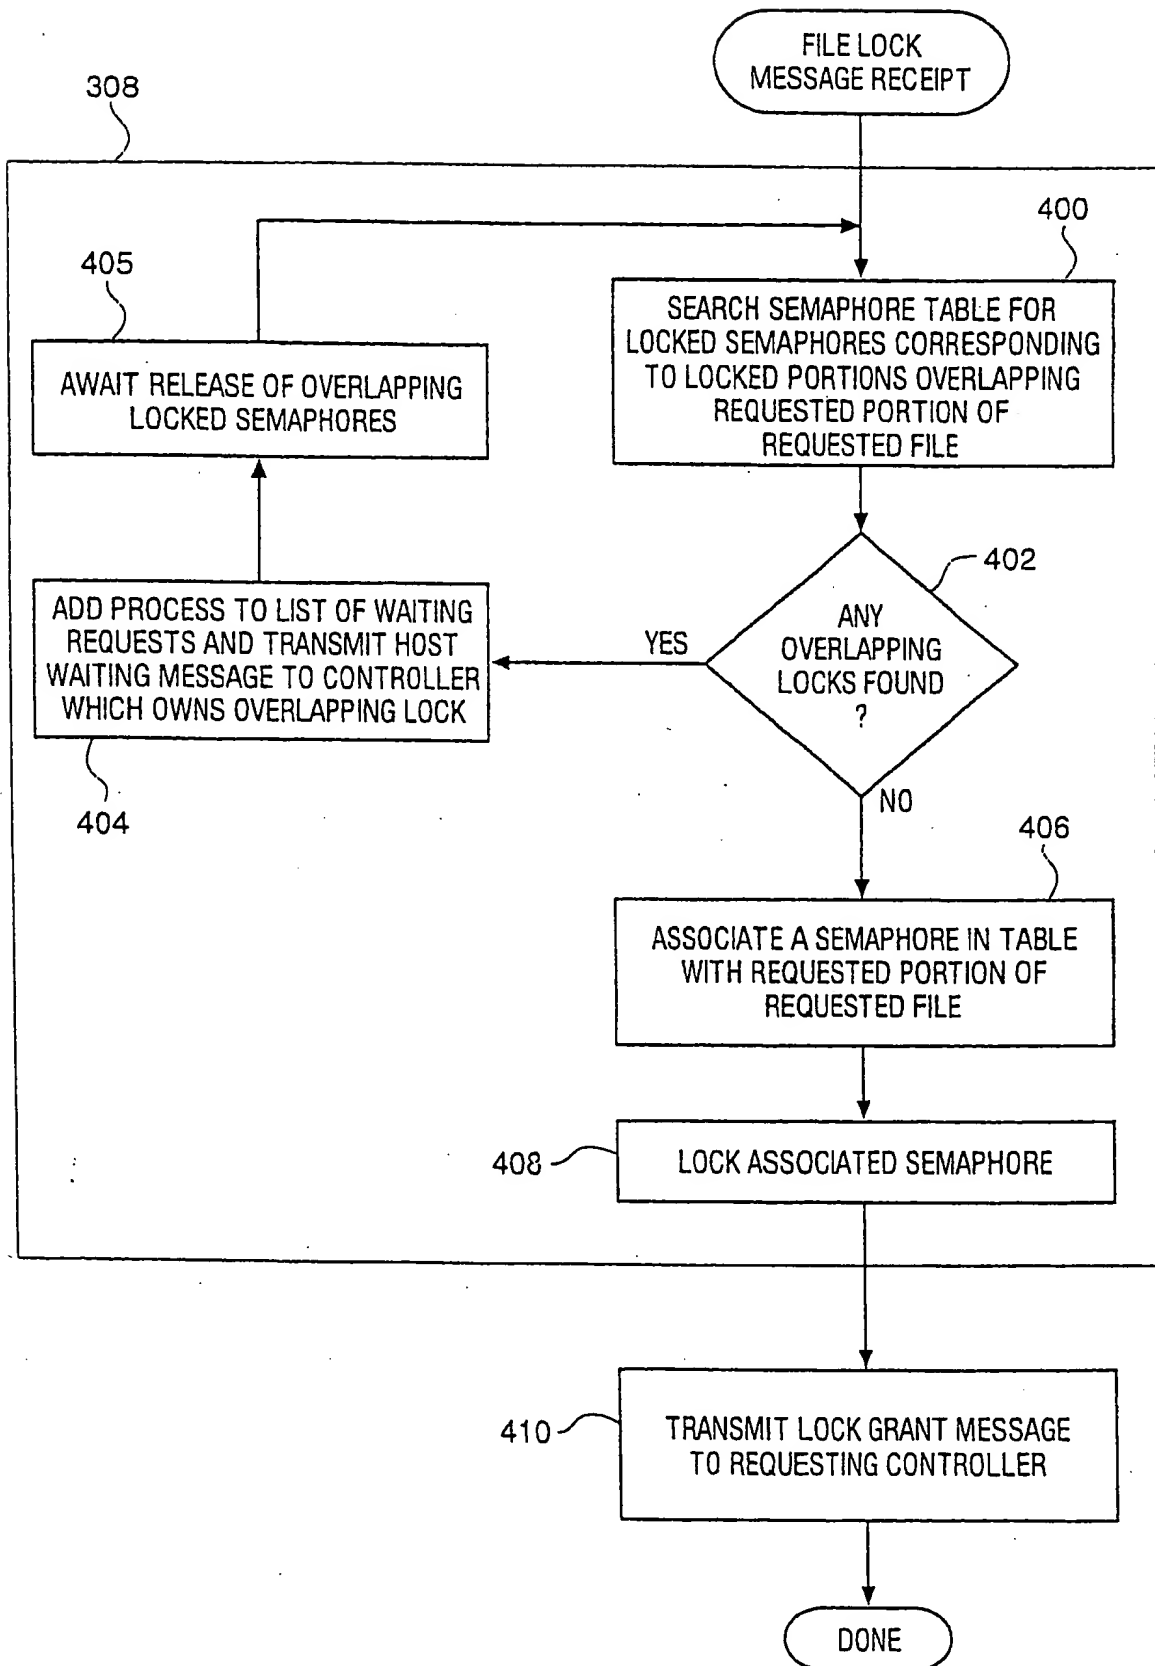 FILE LOCK
MESSAGE RECEIPT
308
400
SEARCH SEMAPHORE TABLE FOR
LOCKED SEMAPHORES CORRESPONDING
TO LOCKED PORTIONS OVERLAPPING
REQUESTED PORTION OF
REQUESTED FILE
405
AWAIT RELEASE OF OVERLAPPING
LOCKED SEMAPHORES
402
ANY
OVERLAPPING
LOCKS FOUND
?
YES
ADD PROCESS TO LIST OF WAITING
REQUESTS AND TRANSMIT HOST
WAITING MESSAGE TO CONTROLLER
WHICH OWNS OVERLAPPING LOCK
404
NO
406
ASSOCIATE A SEMAPHORE IN TABLE
WITH REQUESTED PORTION OF
REQUESTED FILE
408
LOCK ASSOCIATED SEMAPHORE
410
TRANSMIT LOCK GRANT MESSAGE
TO REQUESTING CONTROLLER
DONE